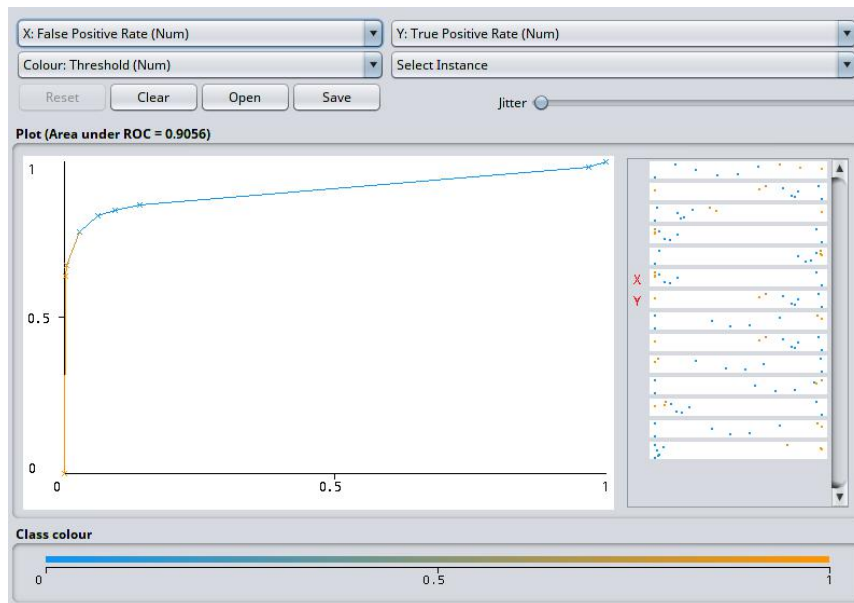 X: False Positive Rate (Num) Y: True Positive Rate (Num)
Colour: Threshold (Num) Select Instance
Reset Clear Open Save Jitter
Plot (Area under ROC = 0.9056)
1
X
Y
0.5
0
0 0.5 1
Class colour
0 0.5 1